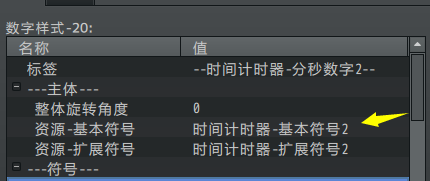 数字样式-20:
名称 值
标签 --时间计时器-分秒数字2--
---主体---
整体旋转角度 0
资源-基本符号 时间计时器-基本符号2
资源-扩展符号 时间计时器-扩展符号2
---符号---